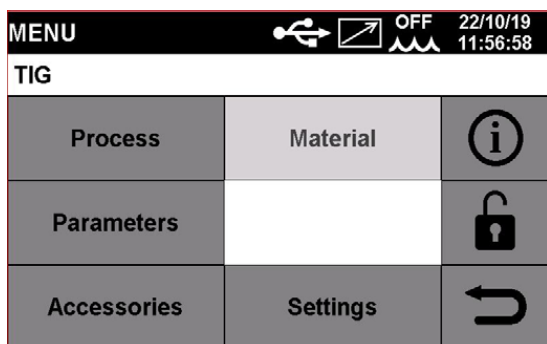 MENU OFF 22/10/19
11:56:58
TIG
Process Material i
Parameters
Accessories Settings